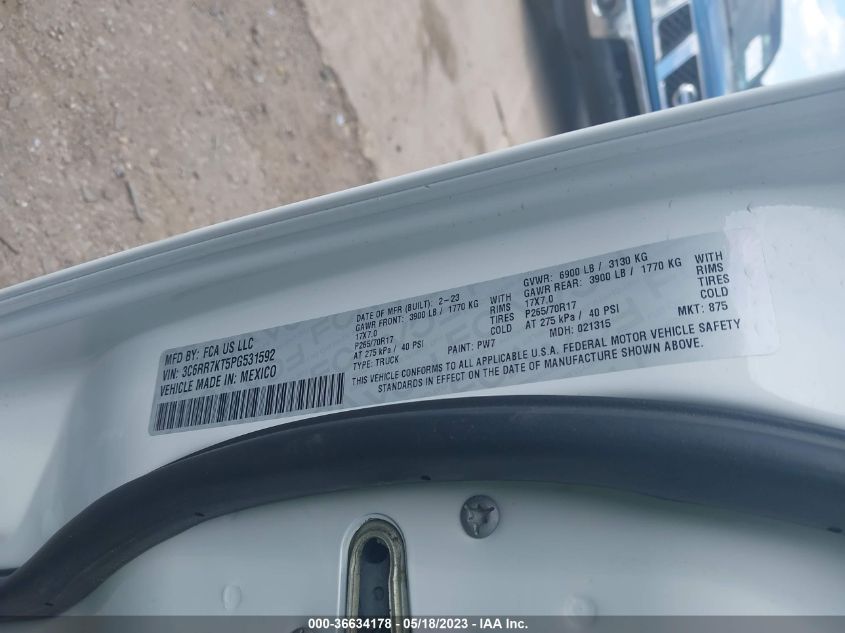 MFD BY: FCA US LLC
VIN: 3C6RR7KT5PG531592
VEHICLE MADE IN: MEXICO
DATE OF MFR (BUILT): 2-23
GAWR FRONT: 3900 LB / 1770 KG WITH
17X7.0 RIMS
P265/70R17 TIRES
AT 275 kPa / 40 PSI COLD
TYPE: TRUCK PAINT: PW7
GVWR: 6900 LB / 3130 KG
GAWR REAR: 3900 LB / 1770 KG WITH
17X7.0 RIMS
P265/70R17 TIRES
AT 275 kPa / 40 PSI COLD
MDH: 021315 MKT: 875
THIS VEHICLE CONFORMS TO ALL APPLICABLE U.S.A. FEDERAL MOTOR VEHICLE SAFETY
STANDARDS IN EFFECT ON THE DATE OF MANUFACTURE SHOWN ABOVE.
000-36634178 - 05/18/2023 - IAA Inc.